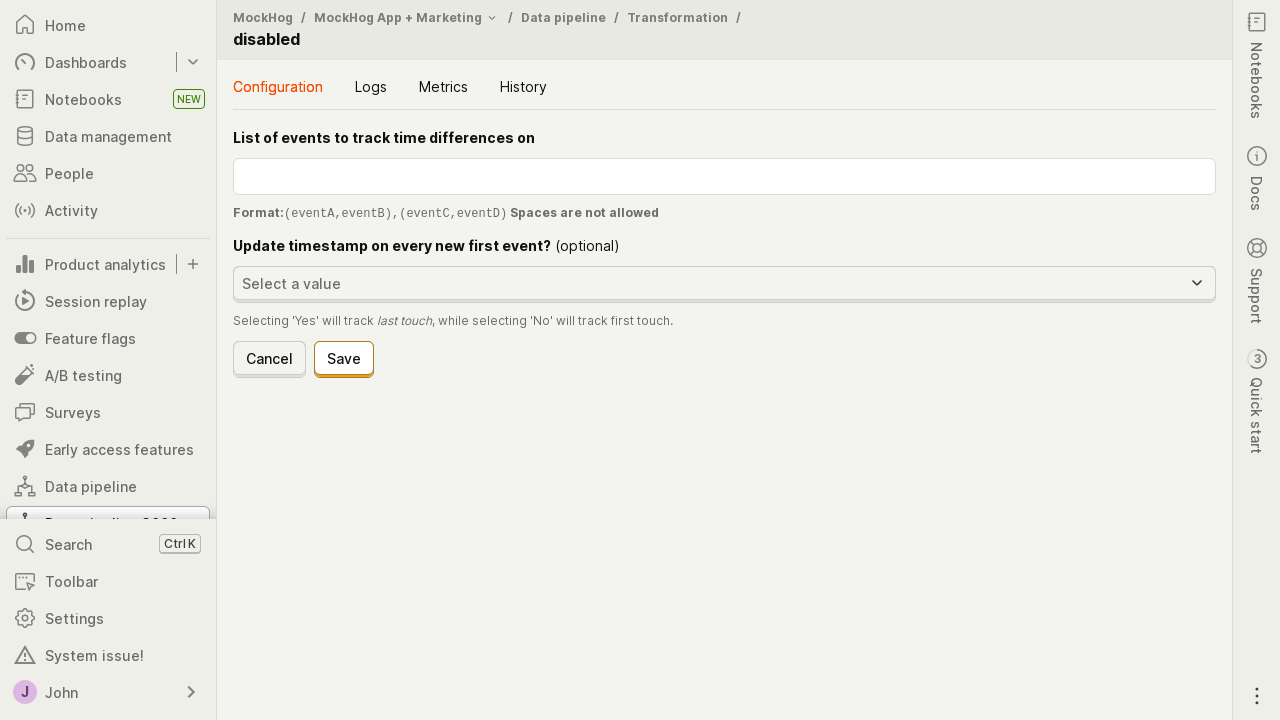 Home
Dashboards
Notebooks
NEW
Data management
People
Activity
Product analytics
Session replay
Feature flags
A/B testing
Surveys
Early access features
Data pipeline
Search
Ctrl K
Toolbar
Settings
System issue!
J
John
MockHog / MockHog App + Marketing / Data pipeline / Transformation /
disabled
Configuration
Logs
Metrics
History
List of events to track time differences on
Format:(eventA,eventB),(eventC,eventD) Spaces are not allowed
Update timestamp on every new first event? (optional)
Select a value
Selecting 'Yes' will track last touch, while selecting 'No' will track first touch.
Cancel
Save
Notebooks
Docs
Support
3
Quick start